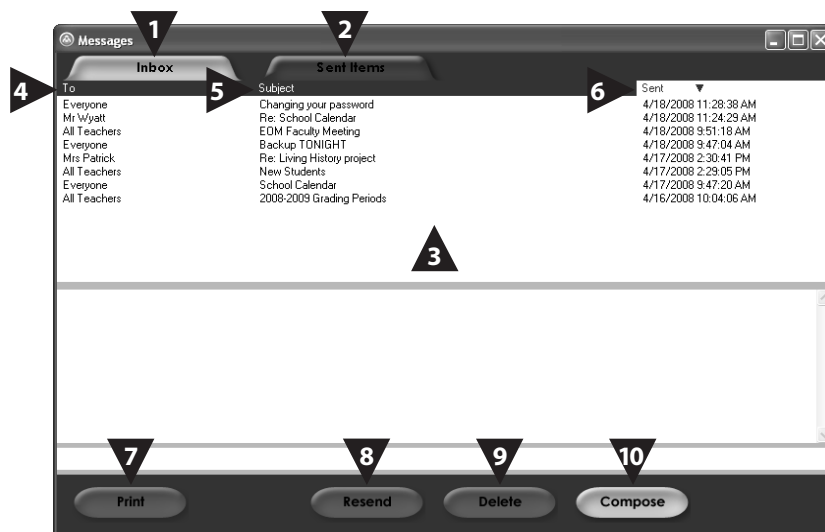 1 2
Messages
Inbox Sent Items
4 To 5 Subject 6 Sent ▼
Everyone Changing your password 4/18/2008 11:28:38 AM
Mr Wyatt Re: School Calendar 4/18/2008 11:24:29 AM
All Teachers EOM Faculty Meeting 4/18/2008 9:51:18 AM
Everyone Backup TONIGHT 4/18/2008 9:47:04 AM
Mrs Patrick Re: Living History project 4/17/2008 2:30:41 PM
All Teachers New Students 4/17/2008 2:29:05 PM
Everyone School Calendar 4/17/2008 9:47:20 AM
All Teachers 2008-2009 Grading Periods 4/16/2008 10:04:06 AM
3
7 8 9 10
Print Resend Delete Compose